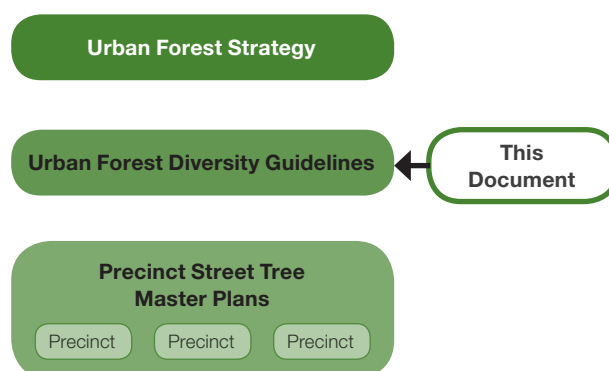 Urban Forest Strategy
Urban Forest Diversity Guidelines
This
Document
Precinct Street Tree
Master Plans
Precinct Precinct Precinct